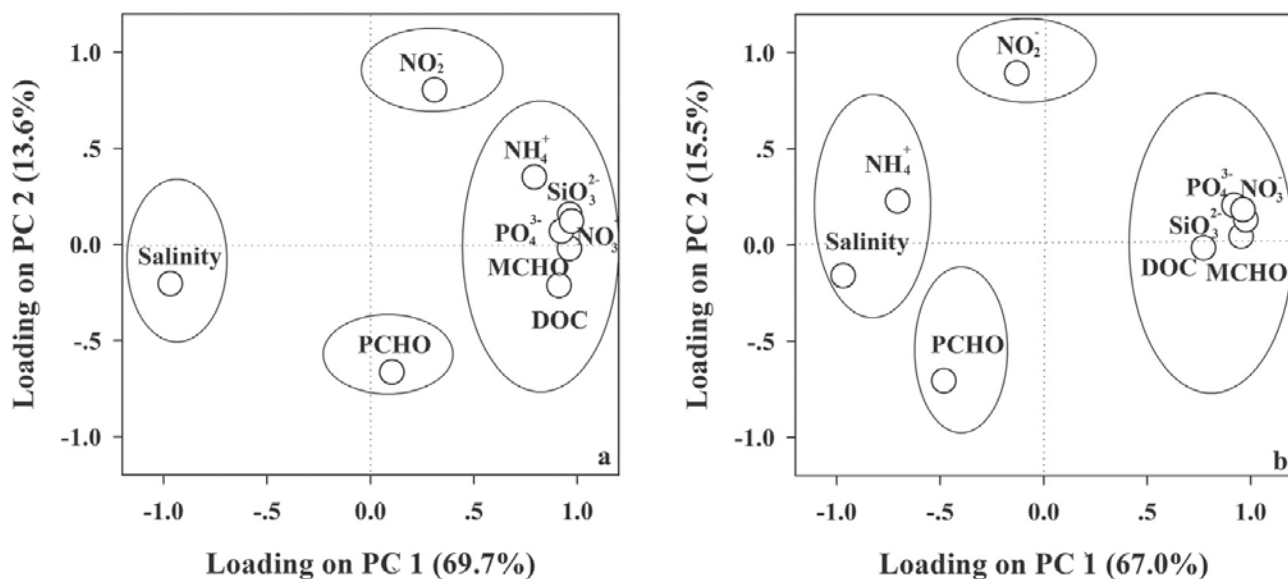 1.0
.5
0.0
-.5
-1.0
Loading on PC 2 (13.6%)
NO₂⁻
NH₄⁺
SiO₃²⁻
PO₄³⁻
NO₃⁻
MCHO
DOC
Salinity
PCHO
a
-1.0 -.5 0.0 .5 1.0
Loading on PC 1 (69.7%)
1.0
.5
0.0
-.5
-1.0
Loading on PC 2 (15.5%)
NO₂⁻
NH₄⁺
PO₄³⁻ NO₃⁻
SiO₃²⁻
Salinity
DOC MCHO
PCHO
b
-1.0 -.5 0.0 .5 1.0
Loading on PC 1 (67.0%)